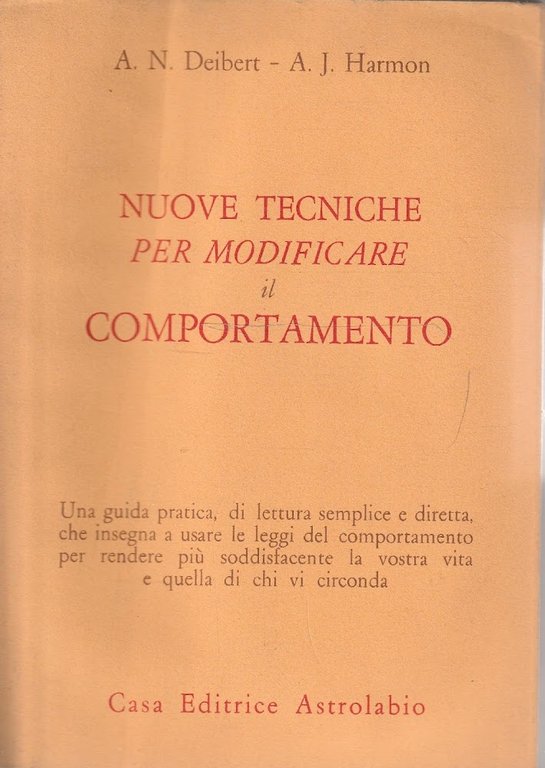 A. N. Deibert – A. J. Harmon
NUOVE TECNICHE
PER MODIFICARE
il
COMPORTAMENTO
Una guida pratica, di lettura semplice e diretta,
che insegna a usare le leggi del comportamento
per rendere più soddisfacente la vostra vita
e quella di chi vi circonda
Casa Editrice Astrolabio